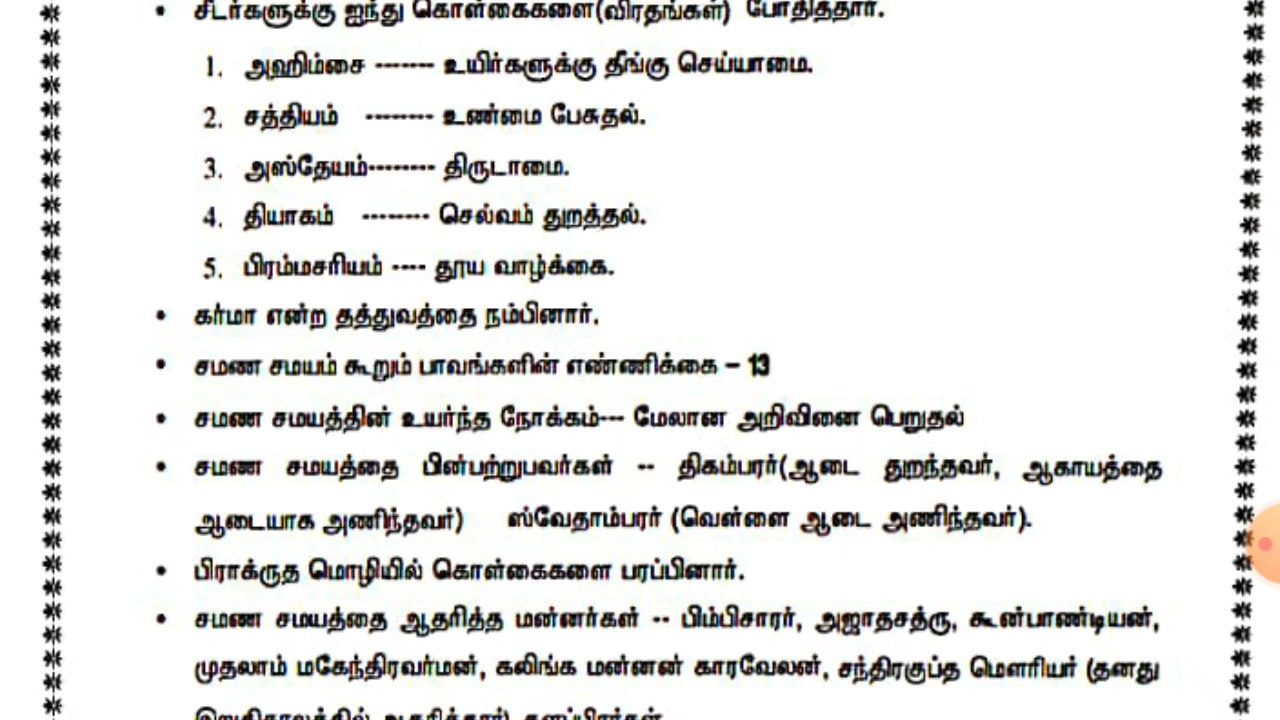 • சீடர்களுக்கு ஐந்து கொள்கைகளை(விரதங்கள்) போதித்தார்.
1. அஹிம்சை ------- உயிர்களுக்கு தீங்கு செய்யாமை.
2. சத்தியம் -------- உண்மை பேசுதல்.
3. அஸ்தேயம்-------- திருடாமை.
4. தியாகம் -------- செல்வம் துறத்தல்.
5. பிரம்மசரியம் ---- தூய வாழ்க்கை.
• கர்மா என்ற தத்துவத்தை நம்பினார்.
• சமண சமயம் கூறும் பாவங்களின் எண்ணிக்கை – 13
• சமண சமயத்தின் உயர்ந்த நோக்கம்--- மேலான அறிவினை பெறுதல்
• சமண சமயத்தை பின்பற்றுபவர்கள் -- திகம்பரர்(ஆடை துறந்தவர், ஆகாயத்தை
ஆடையாக அணிந்தவர்) ஸ்வேதாம்பரர் (வெள்ளை ஆடை அணிந்தவர்).
• பிராக்ருத மொழியில் கொள்கைகளை பரப்பினார்.
• சமண சமயத்தை ஆதரித்த மன்னர்கள் -- பிம்பிசாரர், அஜாதசத்ரு, கூன்பாண்டியன்,
முதலாம் மகேந்திரவர்மன், கலிங்க மன்னன் காரவேலன், சந்திரகுப்த மௌரியர் (தனது
இறுதிகாலத்தில் ஆதரித்தார்)